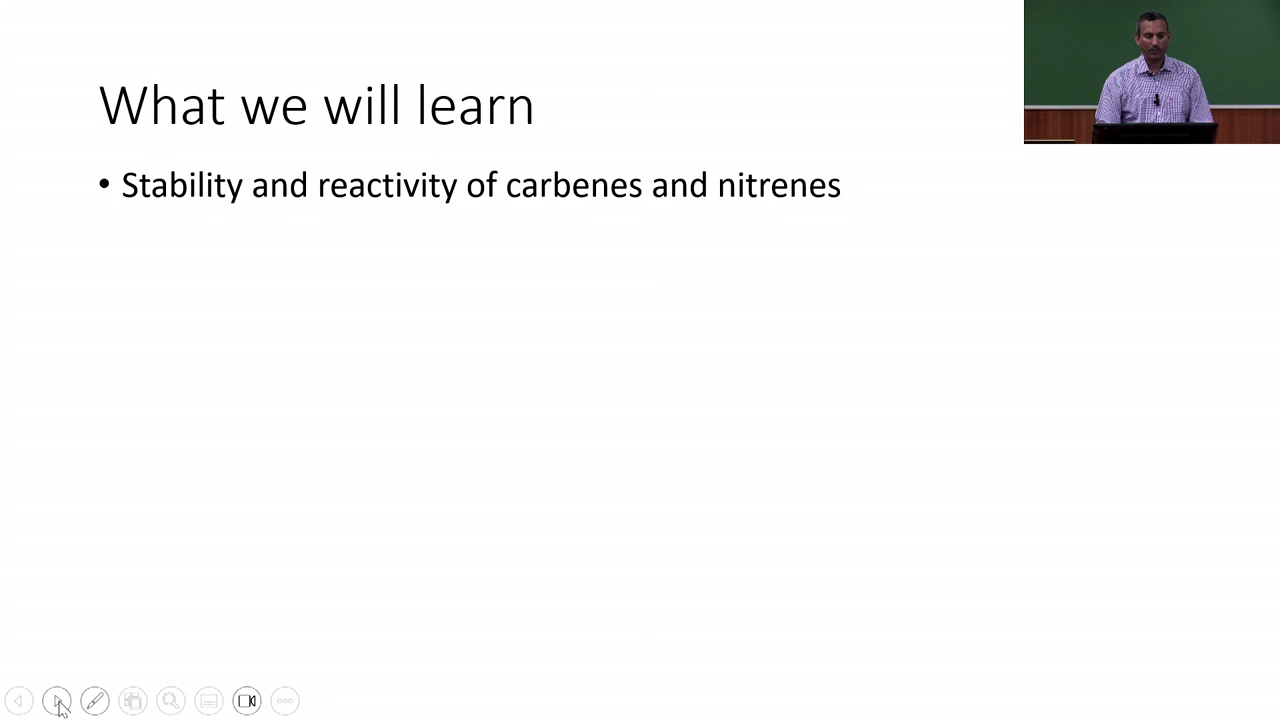 What we will learn
• Stability and reactivity of carbenes and nitrenes